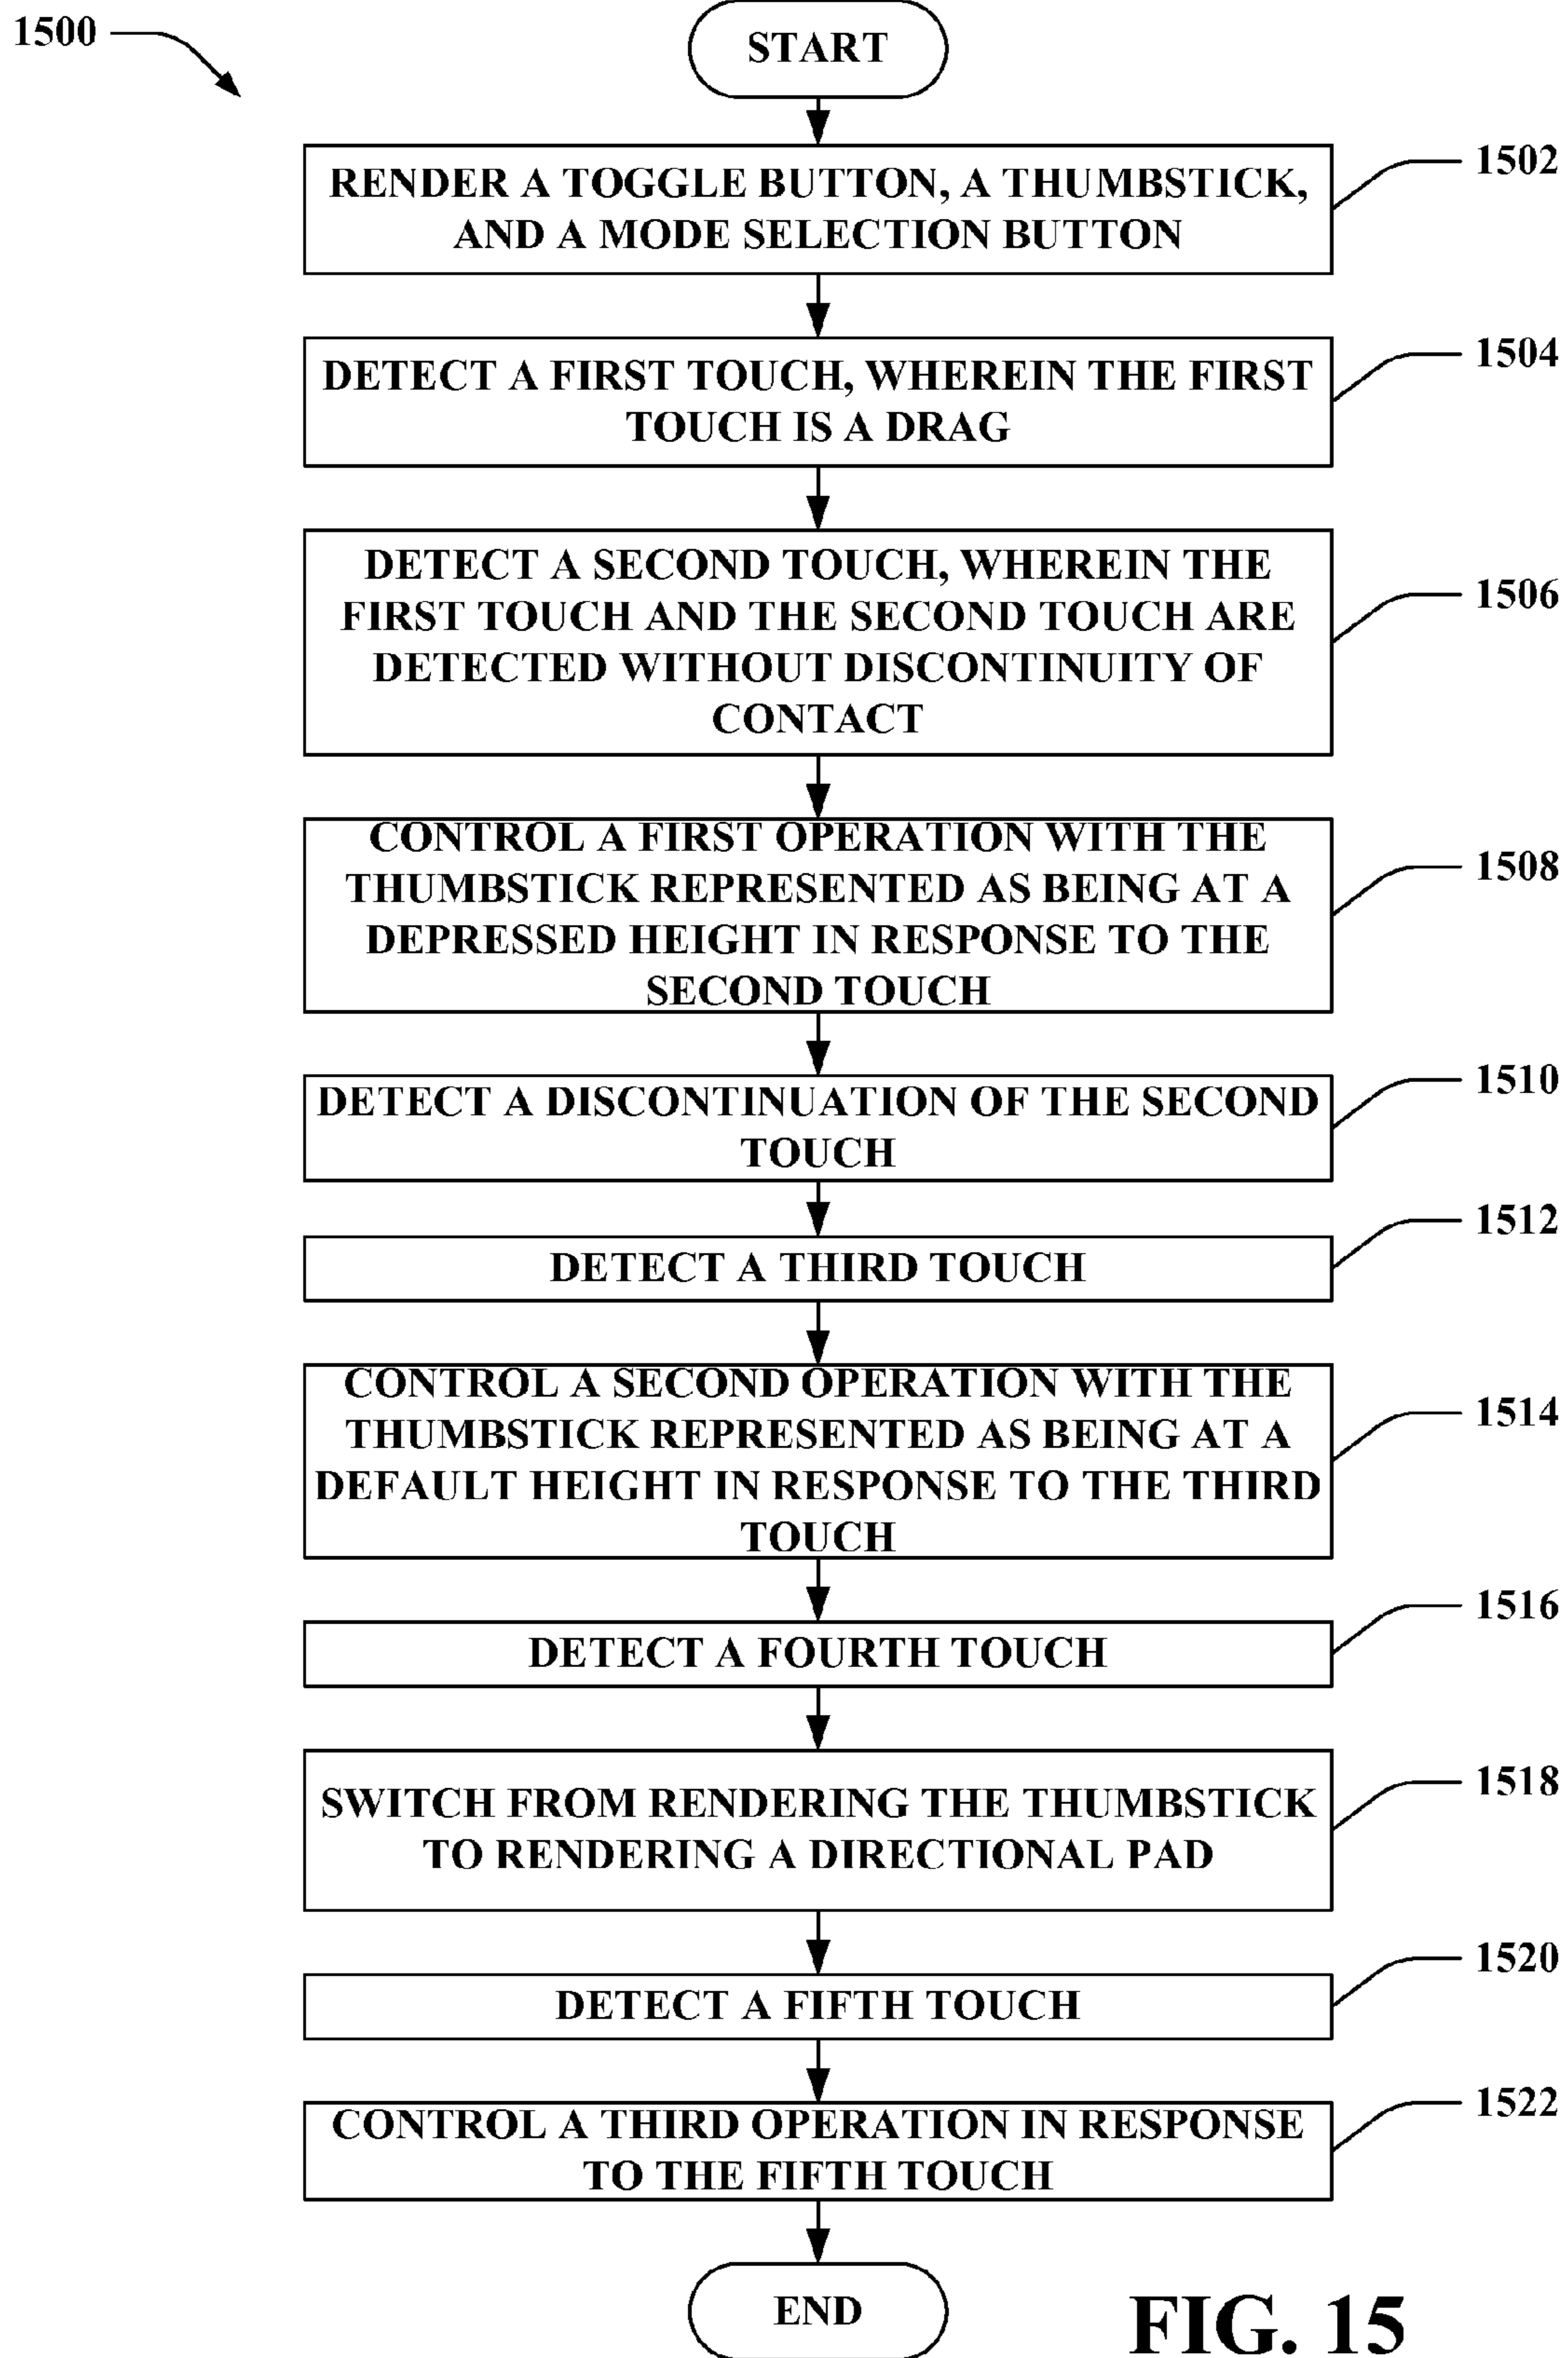 1500
START
RENDER A TOGGLE BUTTON, A THUMBSTICK,
AND A MODE SELECTION BUTTON
1502
DETECT A FIRST TOUCH, WHEREIN THE FIRST
TOUCH IS A DRAG
1504
DETECT A SECOND TOUCH, WHEREIN THE
FIRST TOUCH AND THE SECOND TOUCH ARE
DETECTED WITHOUT DISCONTINUITY OF
CONTACT
1506
CONTROL A FIRST OPERATION WITH THE
THUMBSTICK REPRESENTED AS BEING AT A
DEPRESSED HEIGHT IN RESPONSE TO THE
SECOND TOUCH
1508
DETECT A DISCONTINUATION OF THE SECOND
TOUCH
1510
DETECT A THIRD TOUCH
1512
CONTROL A SECOND OPERATION WITH THE
THUMBSTICK REPRESENTED AS BEING AT A
DEFAULT HEIGHT IN RESPONSE TO THE THIRD
TOUCH
1514
DETECT A FOURTH TOUCH
1516
SWITCH FROM RENDERING THE THUMBSTICK
TO RENDERING A DIRECTIONAL PAD
1518
DETECT A FIFTH TOUCH
1520
CONTROL A THIRD OPERATION IN RESPONSE
TO THE FIFTH TOUCH
1522
END
FIG. 15